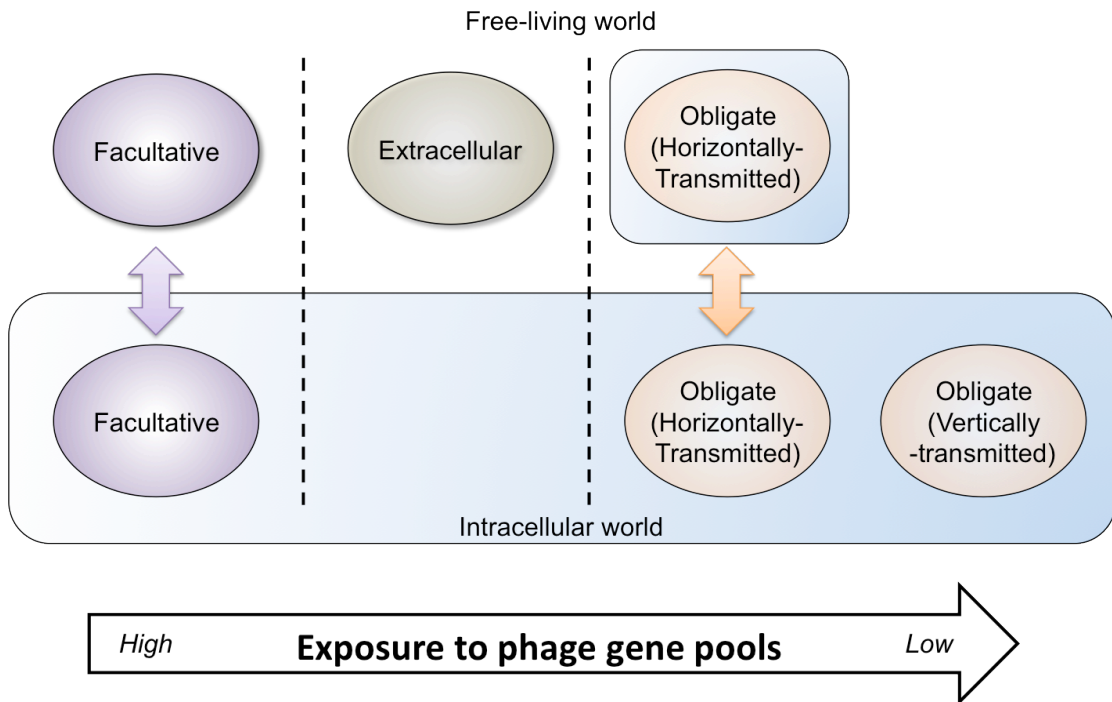 Free-living world
Facultative
Extracellular
Obligate
(Horizontally-
Transmitted)
Facultative
Obligate
(Horizontally-
Transmitted)
Obligate
(Vertically
-transmitted)
Intracellular world
High
Exposure to phage gene pools
Low